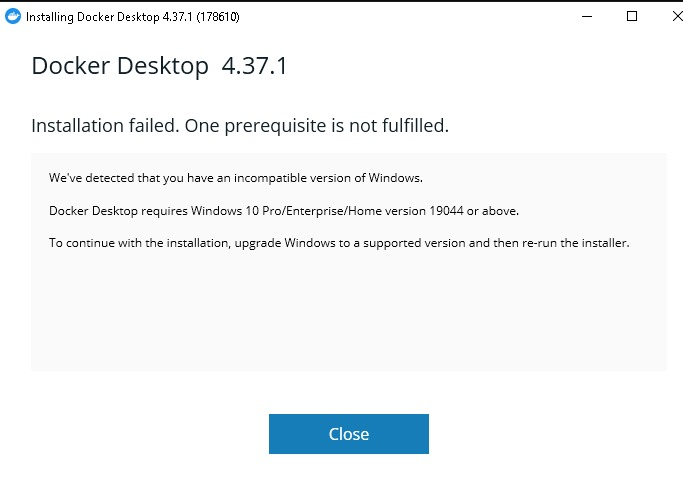 Installing Docker Desktop 4.37.1 (178610)
Docker Desktop 4.37.1
Installation failed. One prerequisite is not fulfilled.
We've detected that you have an incompatible version of Windows.
Docker Desktop requires Windows 10 Pro/Enterprise/Home version 19044 or above.
To continue with the installation, upgrade Windows to a supported version and then re-run the installer.
Close